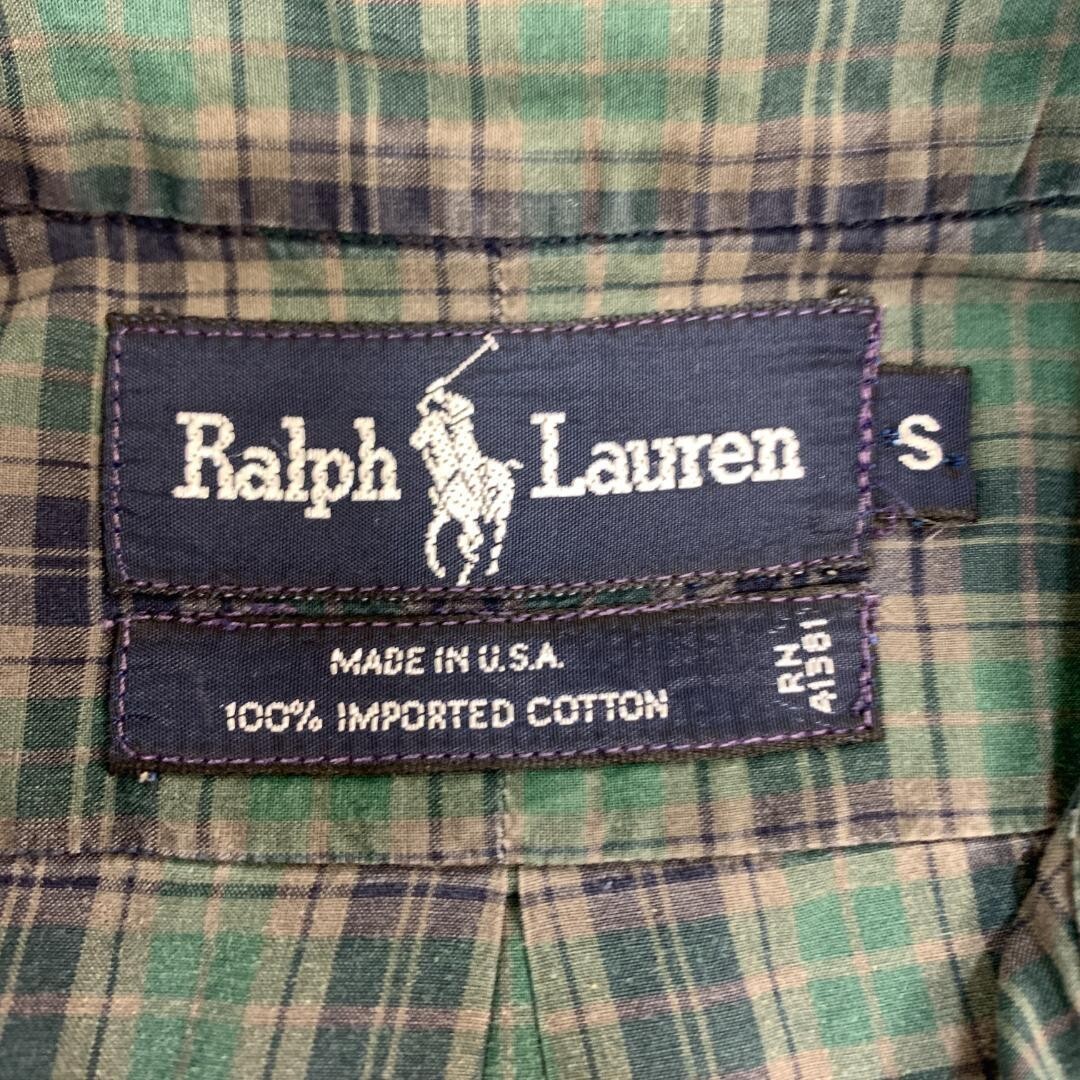 Ralph Lauren
S
MADE IN U.S.A.
100% IMPORTED COTTON
RN
41381